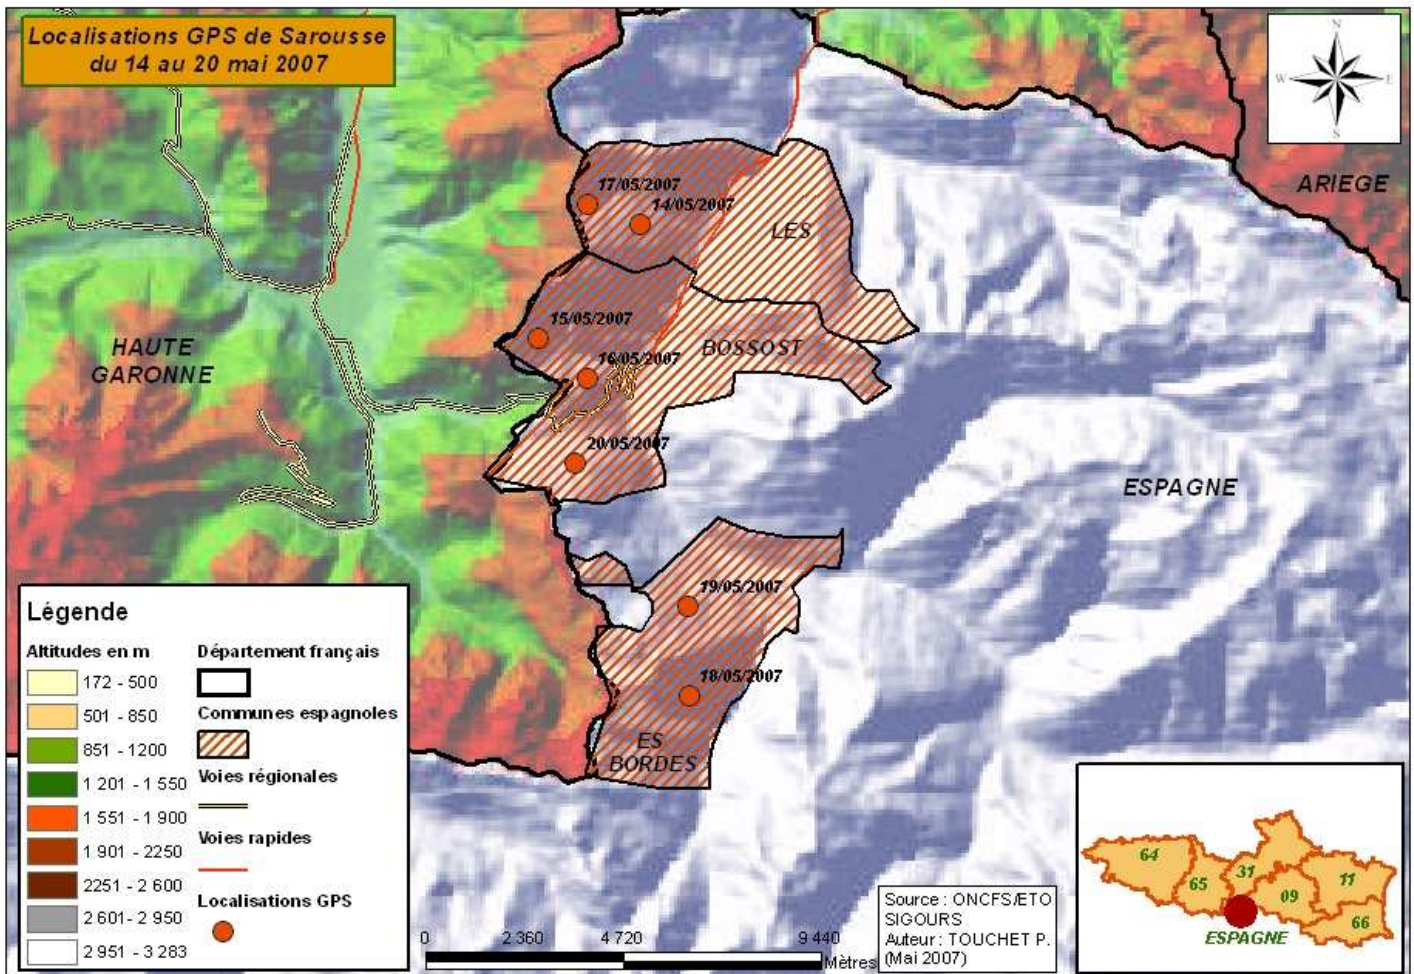 Localisations GPS de Sarousse
du 14 au 20 mai 2007
N
W
E
S
ARIEGE
17/05/2007
14/05/2007
LES
15/05/2007
BOSSOST
16/05/2007
HAUTE
GARONNE
20/05/2007
ESPAGNE
19/05/2007
18/05/2007
ES
BORDES
Légende
Altitudes en m
172 - 500
501 - 850
851 - 1200
1 201 - 1 550
1 551 - 1 900
1 901 - 2250
2251 - 2 600
2 601 - 2 950
2 951 - 3 283
Département français
Communes espagnoles
Voies régionales
Voies rapides
Localisations GPS
0
2 360
4 720
9 440
Mètres
Source : ONCFS/ETO
SIGOURS
Auteur : TOUCHET P.
(Mai 2007)
64
65
31
09
11
66
ESPAGNE